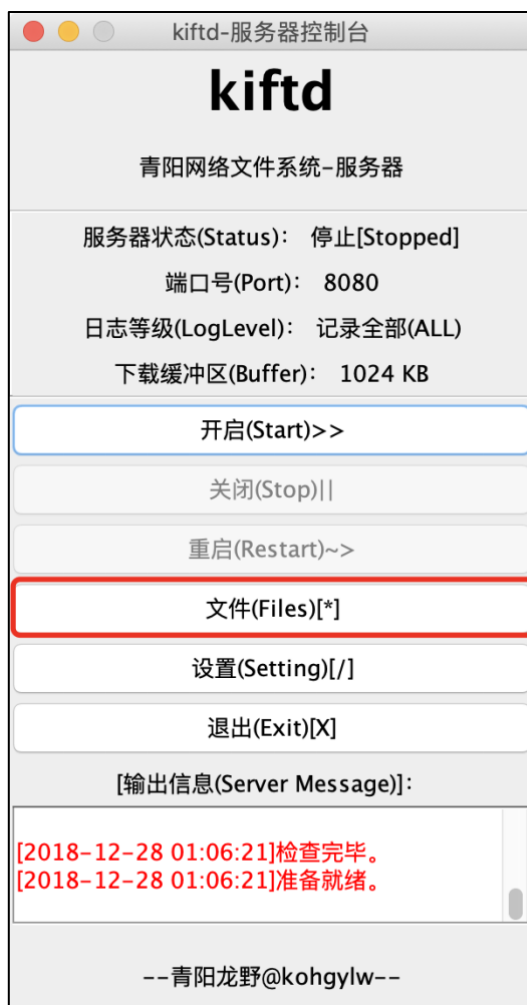 kiftd-服务器控制台
kiftd
青阳网络文件系统-服务器
服务器状态(Status)： 停止[Stopped]
端口号(Port)： 8080
日志等级(LogLevel)： 记录全部(ALL)
下载缓冲区(Buffer)： 1024 KB
开启(Start)>>
关闭(Stop)||
重启(Restart)~>
文件(Files)[*]
设置(Setting)[/]
退出(Exit)[X]
[输出信息(Server Message)]：
[2018-12-28 01:06:21]检查完毕。
[2018-12-28 01:06:21]准备就绪。
--青阳龙野@kohgylw--